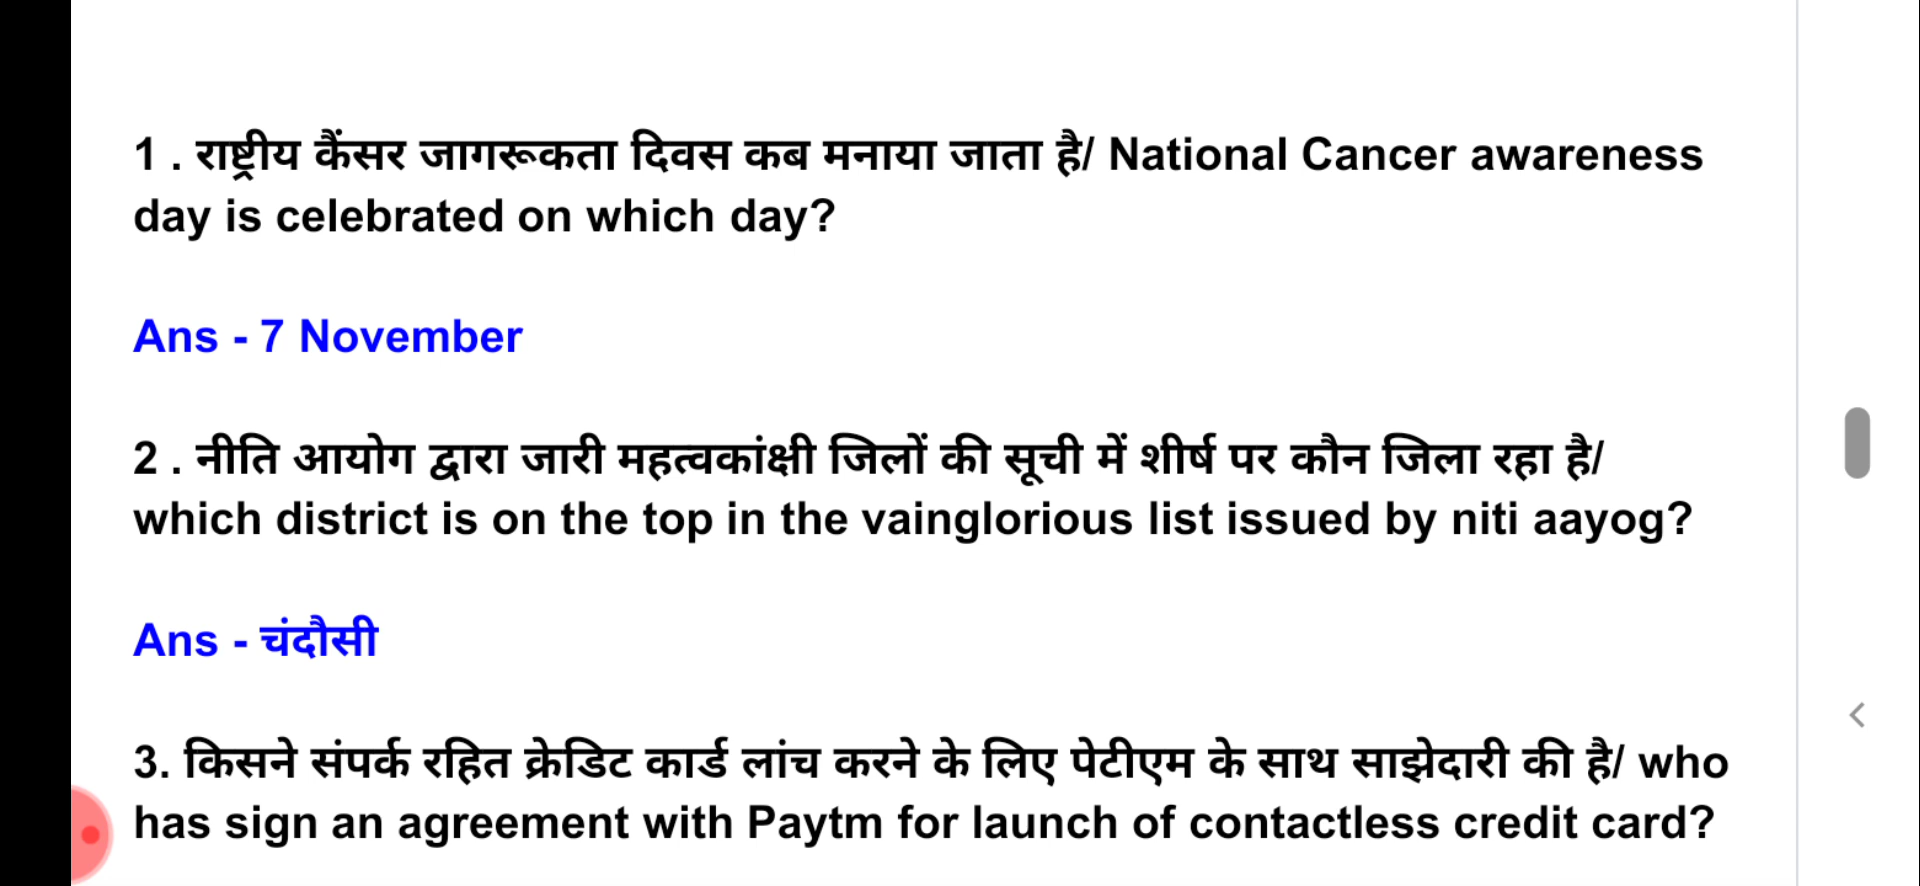 1 . राष्ट्रीय कैंसर जागरूकता दिवस कब मनाया जाता है/ National Cancer awareness
day is celebrated on which day?
Ans - 7 November
2 . नीति आयोग द्वारा जारी महत्वकांक्षी जिलों की सूची में शीर्ष पर कौन जिला रहा है/
which district is on the top in the vainglorious list issued by niti aayog?
Ans - चंदौसी
3. किसने संपर्क रहित क्रेडिट कार्ड लांच करने के लिए पेटीएम के साथ साझेदारी की है/ who
has sign an agreement with Paytm for launch of contactless credit card?